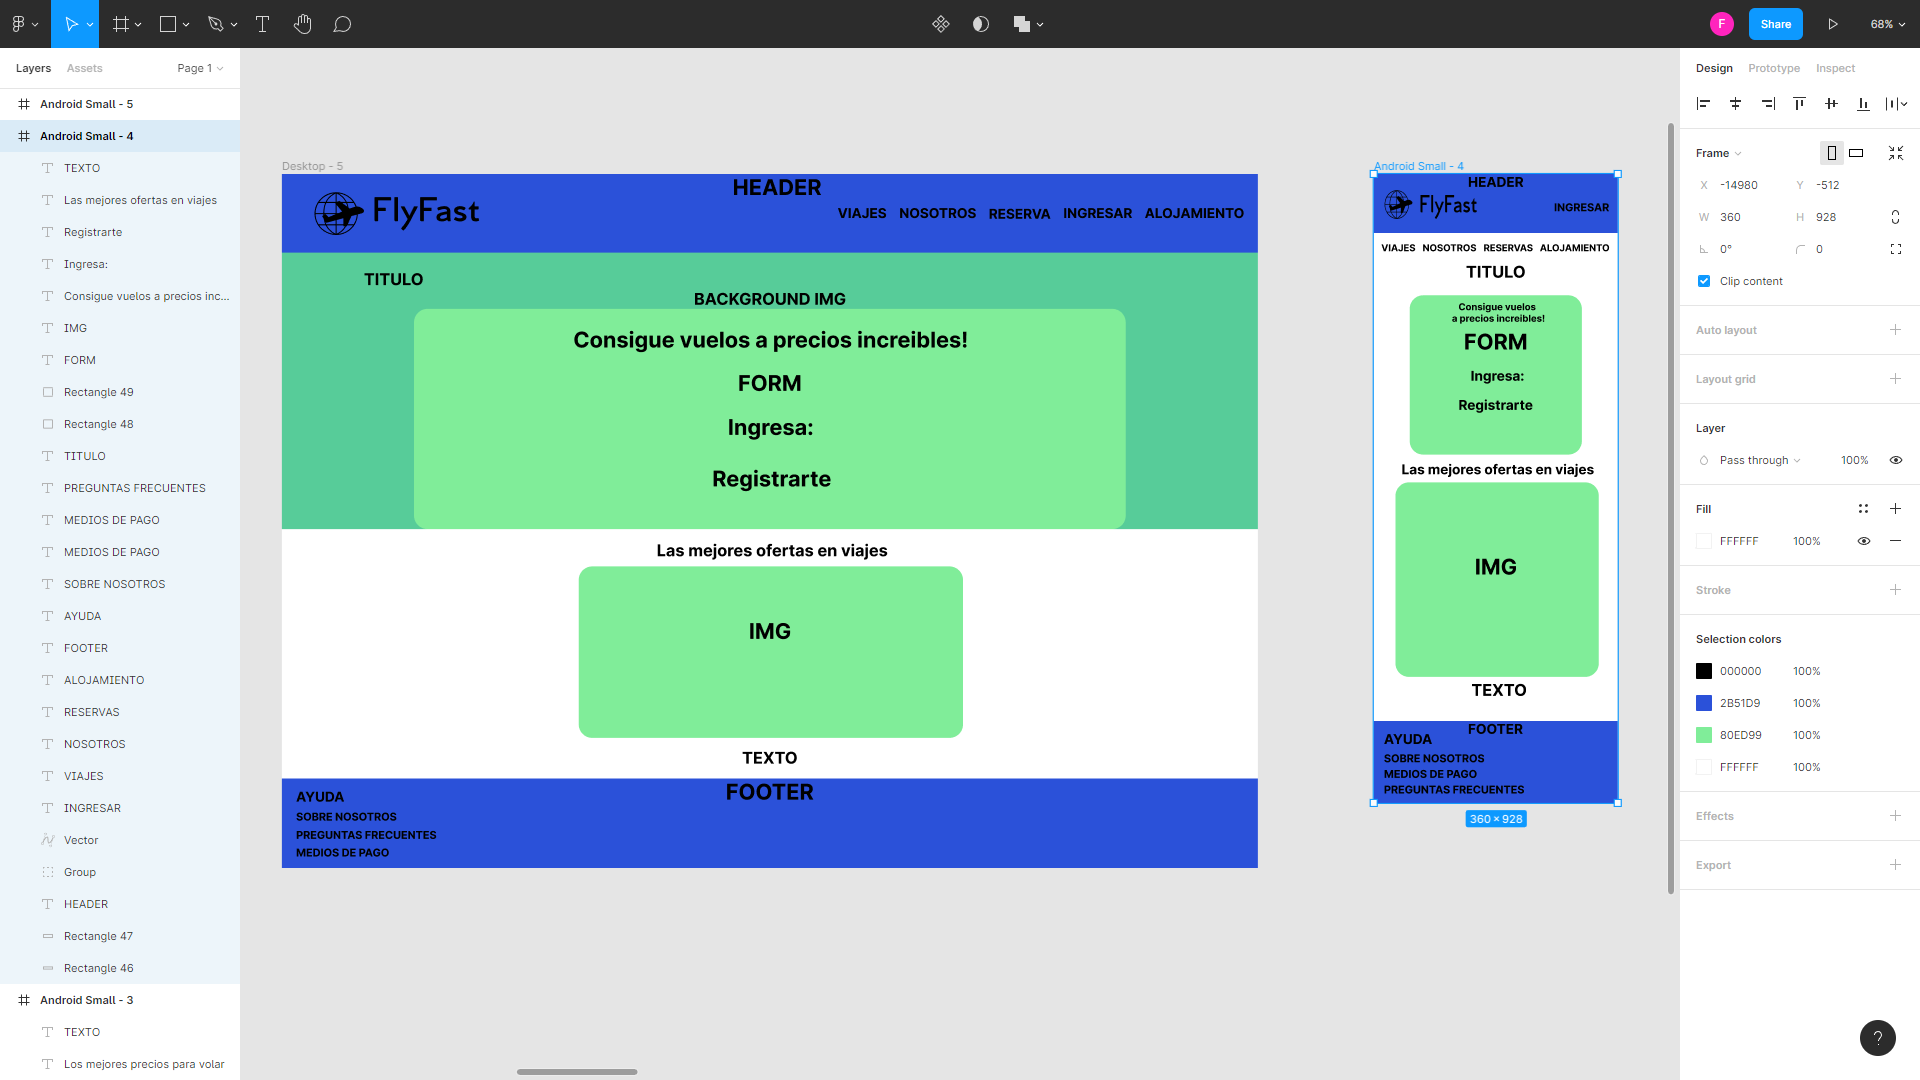 F
Share
68%
Layers
Assets
Page 1
Android Small - 5
Android Small - 4
TEXTO
Las mejores ofertas en viajes
Registrarte
Ingresa:
Consigue vuelos a precios inc...
IMG
FORM
Rectangle 49
Rectangle 48
TITULO
PREGUNTAS FRECUENTES
MEDIOS DE PAGO
MEDIOS DE PAGO
SOBRE NOSOTROS
AYUDA
FOOTER
ALOJAMIENTO
RESERVAS
NOSOTROS
VIAJES
INGRESAR
Vector
Group
HEADER
Rectangle 47
Rectangle 46
Android Small - 3
TEXTO
Los mejores precios para volar
Desktop - 5
HEADER
FlyFast
VIAJES NOSOTROS RESERVA INGRESAR ALOJAMIENTO
TITULO
BACKGROUND IMG
Consigue vuelos a precios increibles!
FORM
Ingresa:
Registrarte
Las mejores ofertas en viajes
IMG
TEXTO
FOOTER
AYUDA
SOBRE NOSOTROS
PREGUNTAS FRECUENTES
MEDIOS DE PAGO
Android Small - 4
HEADER
FlyFast
INGRESAR
VIAJES NOSOTROS RESERVAS ALOJAMIENTO
TITULO
Consigue vuelos
a precios increibles!
FORM
Ingresa:
Registrarte
Las mejores ofertas en viajes
IMG
TEXTO
FOOTER
AYUDA
SOBRE NOSOTROS
MEDIOS DE PAGO
PREGUNTAS FRECUENTES
360 × 928
Design
Prototype
Inspect
Frame
X -14980 Y -512
W 360 H 928
0° 0
Clip content
Auto layout
Layout grid
Layer
Pass through 100%
Fill
FFFFFF 100%
Stroke
Selection colors
000000 100%
2B51D9 100%
80ED99 100%
FFFFFF 100%
Effects
Export
?